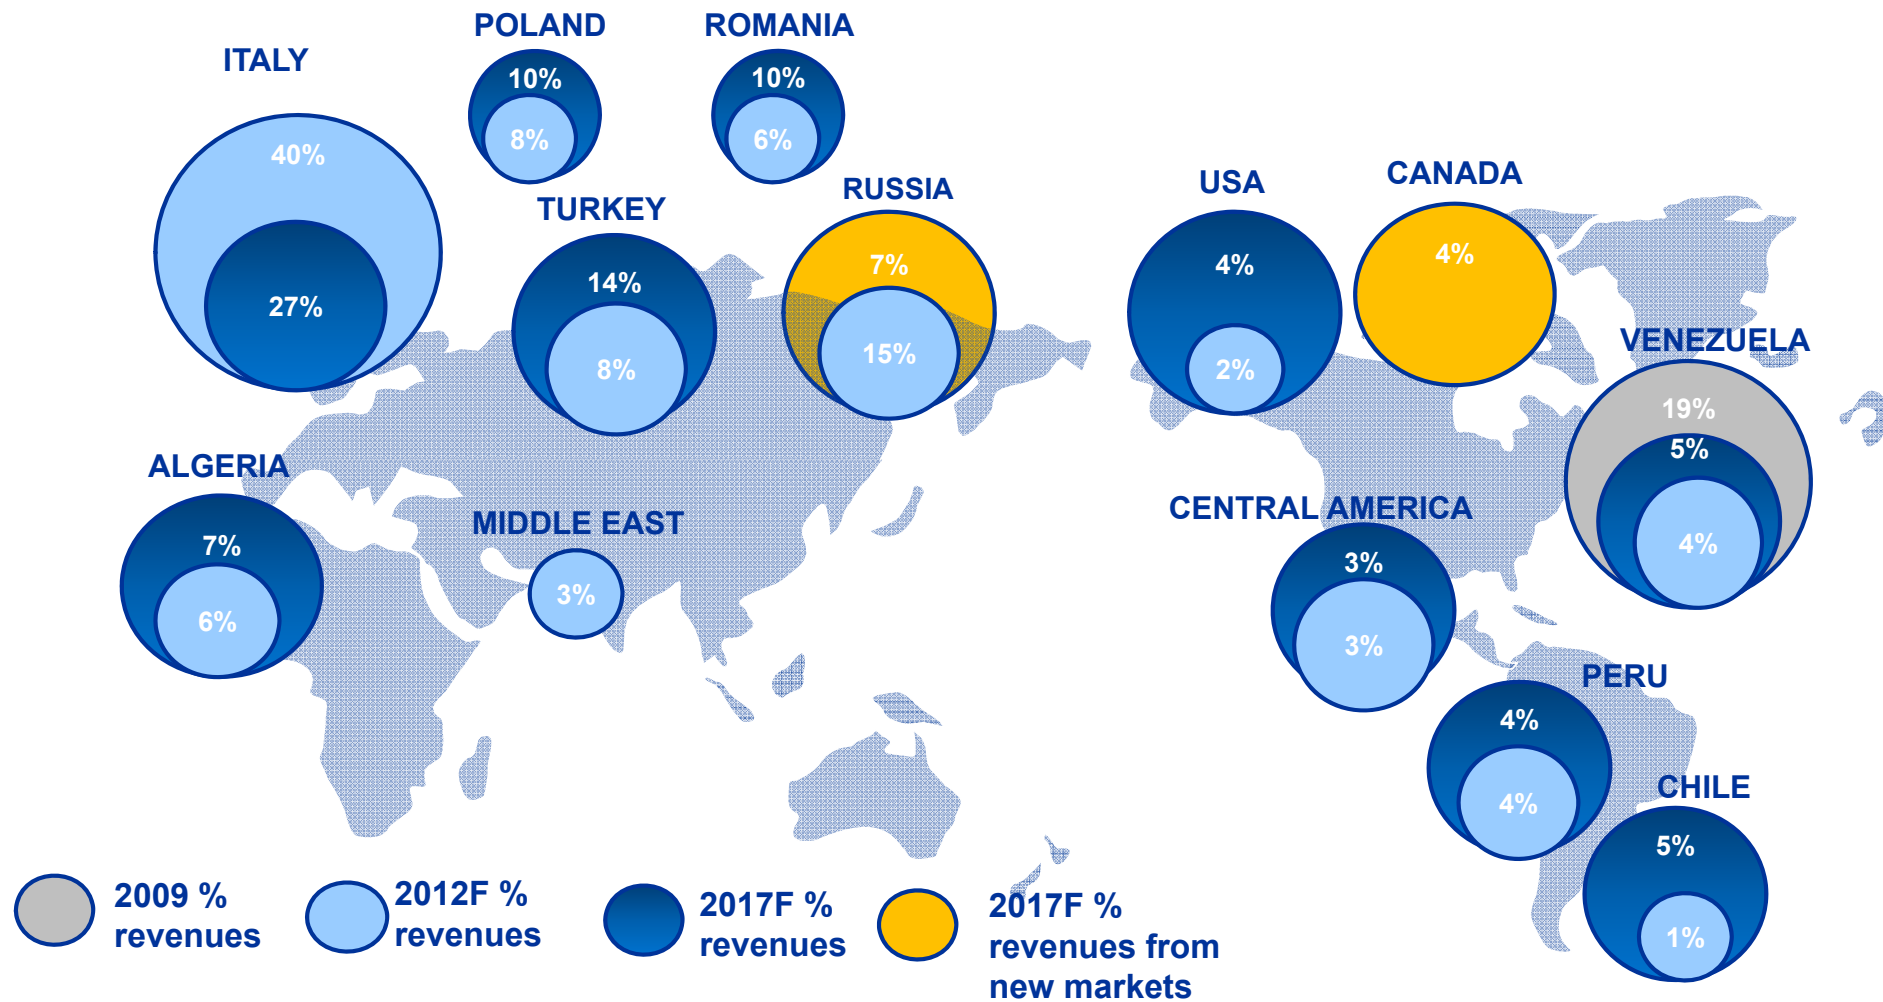 POLAND
10%
8%
ROMANIA
10%
6%
ITALY
40%
27%
TURKEY
14%
8%
RUSSIA
7%
15%
USA
4%
2%
CANADA
4%
VENEZUELA
19%
5%
4%
ALGERIA
7%
6%
MIDDLE EAST
3%
CENTRAL AMERICA
3%
3%
PERU
4%
4%
CHILE
5%
1%
2009 %
revenues
2012F %
revenues
2017F %
revenues
2017F %
revenues from
new markets